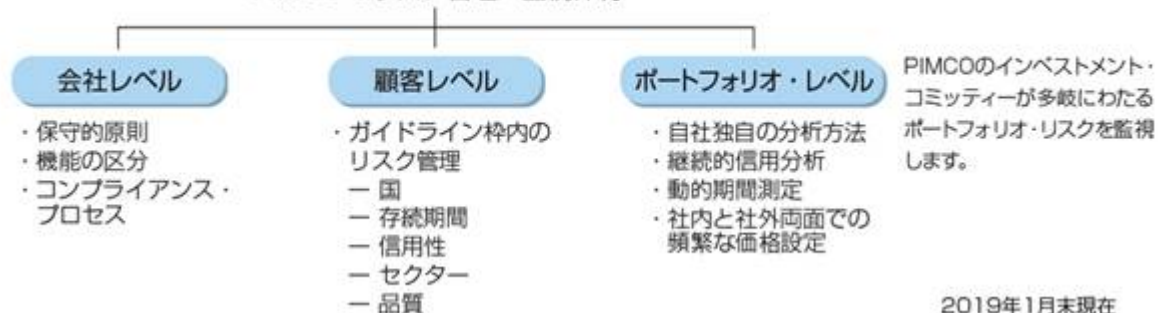 会社レベル
・保守的原則
・機能の区分
・コンプライアンス・
プロセス
顧客レベル
・ガイドライン枠内の
リスク管理
― 国
― 存続期間
― 信用性
― セクター
― 品質
ポートフォリオ・レベル
・自社独自の分析方法
・継続的信用分析
・動的期間測定
・社内と社外両面での
頻繁な価格設定
PIMCOのインベストメント・
コミッティーが多岐にわたる
ポートフォリオ・リスクを監視
します。
2019年1月末現在